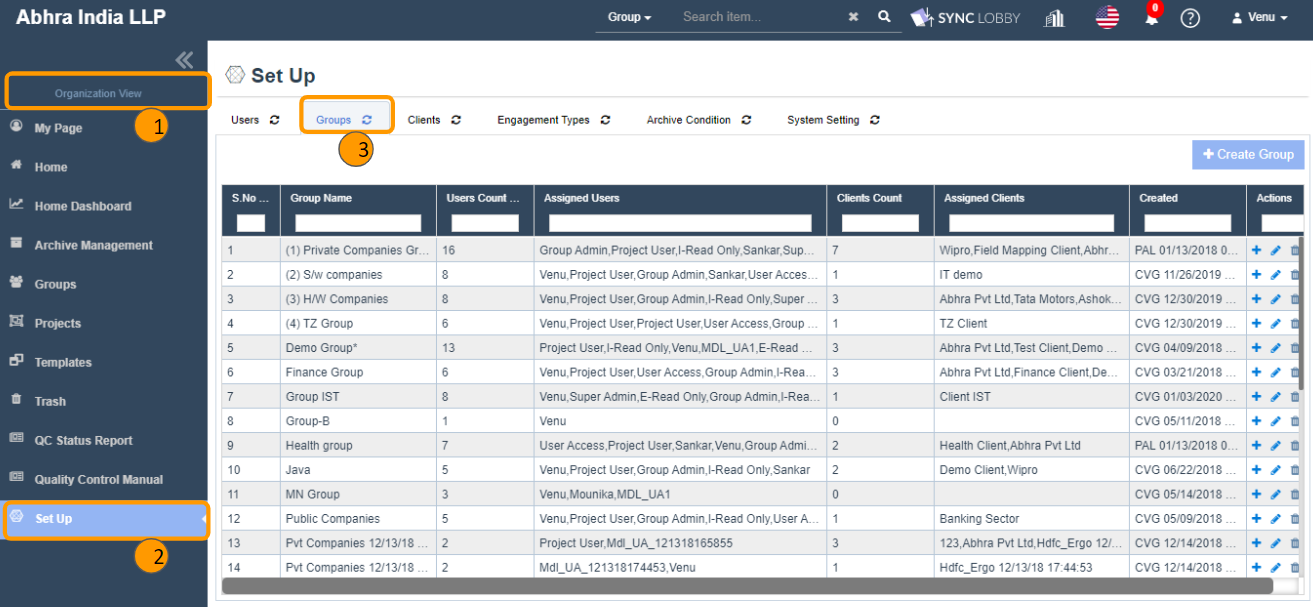 Abhra India LLP
Group Search item... SYNC LOBBY 0 Venu
Organization View
1
My Page
Home
Home Dashboard
Archive Management
Groups
Projects
Templates
Trash
QC Status Report
Quality Control Manual
Set Up
2
Set Up
Users Groups Clients Engagement Types Archive Condition System Setting
3
+ Create Group
S.No ... Group Name Users Count ... Assigned Users Clients Count Assigned Clients Created Actions
1 (1) Private Companies Gr... 16 Group Admin,Project User,I-Read Only,Sankar,Sup... 7 Wipro,Field Mapping Client,Abhr... PAL 01/13/2018 0...
2 (2) S/w companies 8 Venu,Project User,Group Admin,Sankar,User Acces... 1 IT demo CVG 11/26/2019 ...
3 (3) H/W Companies 8 Venu,Project User,Group Admin,I-Read Only,Super ... 3 Abhra Pvt Ltd,Tata Motors,Ashok... CVG 12/30/2019 ...
4 (4) TZ Group 6 Venu,Project User,Project User,User Access,Group ... 1 TZ Client CVG 12/30/2019 ...
5 Demo Group* 13 Project User,I-Read Only,Venu,MDL_UA1,E-Read ... 3 Abhra Pvt Ltd,Test Client,Demo ... CVG 04/09/2018 ...
6 Finance Group 6 Venu,Project User,User Access,Group Admin,I-Rea... 3 Abhra Pvt Ltd,Finance Client,De... CVG 03/21/2018 ...
7 Group IST 8 Venu,Super Admin,E-Read Only,Group Admin,I-Rea... 1 Client IST CVG 01/03/2020 ...
8 Group-B 1 Venu 0 CVG 05/11/2018 ...
9 Health group 7 User Access,Project User,Sankar,Venu,Group Admi... 2 Health Client,Abhra Pvt Ltd PAL 01/13/2018 0...
10 Java 5 Venu,Project User,Group Admin,I-Read Only,Sankar 2 Demo Client,Wipro CVG 06/22/2018 ...
11 MN Group 3 Venu,Mounika,MDL_UA1 0 CVG 05/14/2018 ...
12 Public Companies 5 Venu,Project User,Group Admin,I-Read Only,User A... 1 Banking Sector CVG 05/09/2018 ...
13 Pvt Companies 12/13/18 ... 2 Project User,Mdl_UA_121318165855 3 123,Abhra Pvt Ltd,Hdfc_Ergo 12/... CVG 12/14/2018 ...
14 Pvt Companies 12/13/18 ... 2 Mdl_UA_121318174453,Venu 1 Hdfc_Ergo 12/13/18 17:44:53 CVG 12/14/2018 ...